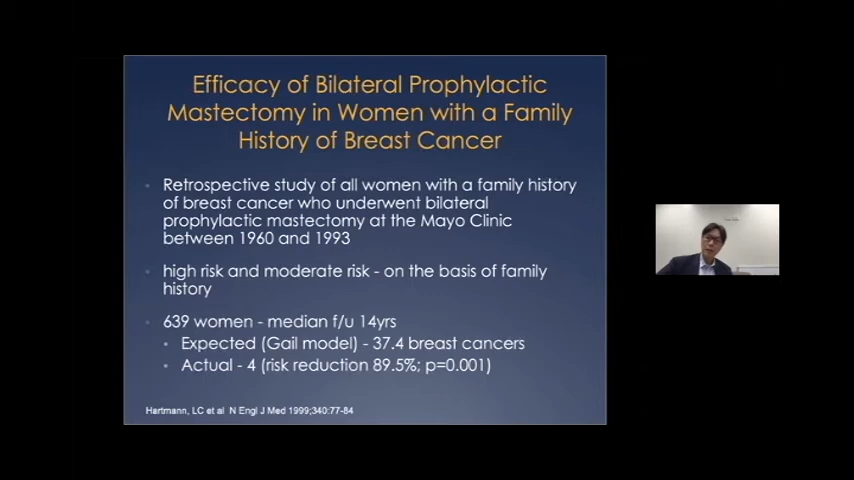 Efficacy of Bilateral Prophylactic
Mastectomy in Women with a Family
History of Breast Cancer
Retrospective study of all women with a family history
of breast cancer who underwent bilateral
prophylactic mastectomy at the Mayo Clinic
between 1960 and 1993
high risk and moderate risk - on the basis of family
history
639 women - median f/u 14yrs
Expected (Gail model) - 37.4 breast cancers
Actual - 4 (risk reduction 89.5%; p=0.001)
Hartmann, LC et al N Engl J Med 1999;340:77-84